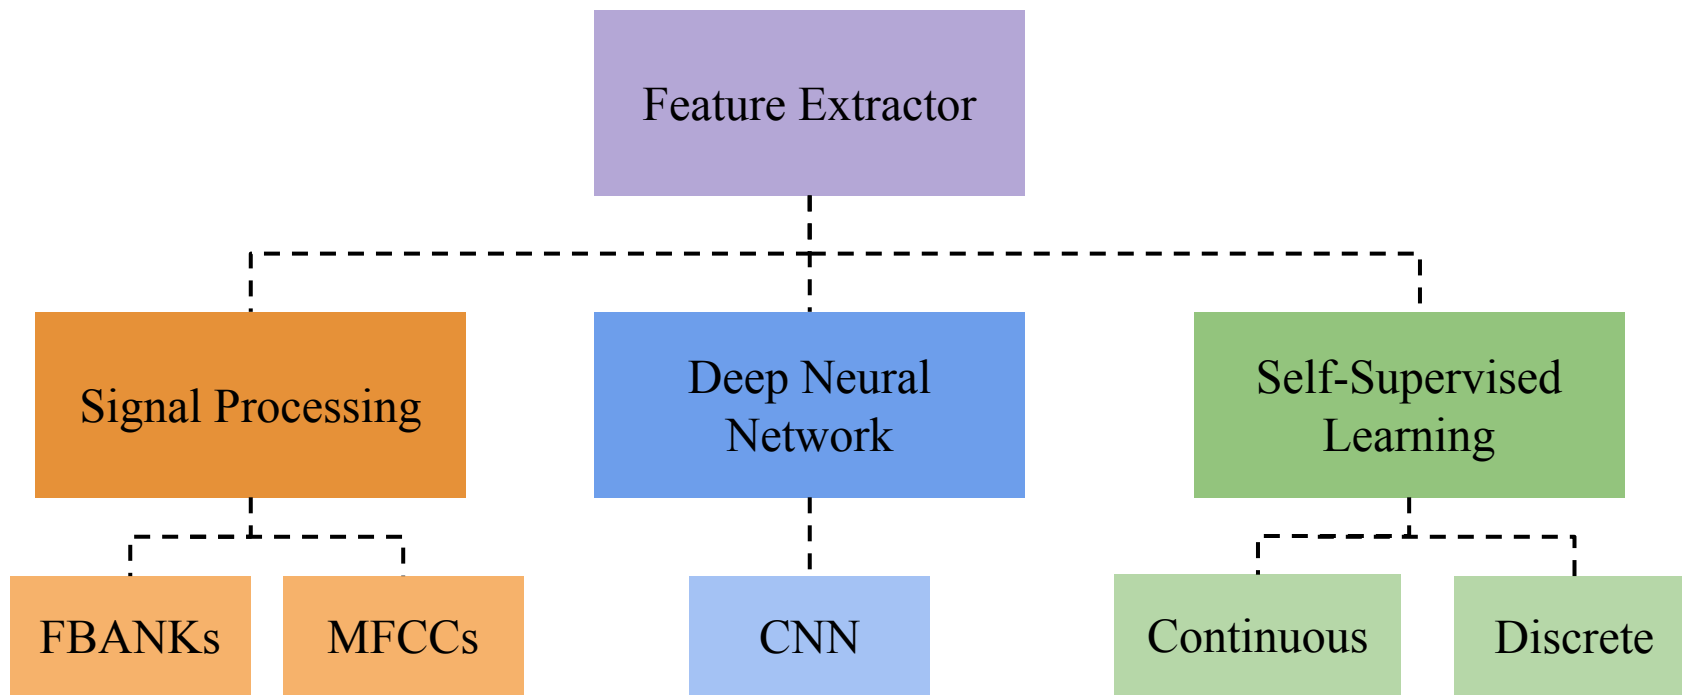 Feature Extractor
Signal Processing
Deep Neural
Network
Self-Supervised
Learning
FBANKs
MFCCs
CNN
Continuous
Discrete